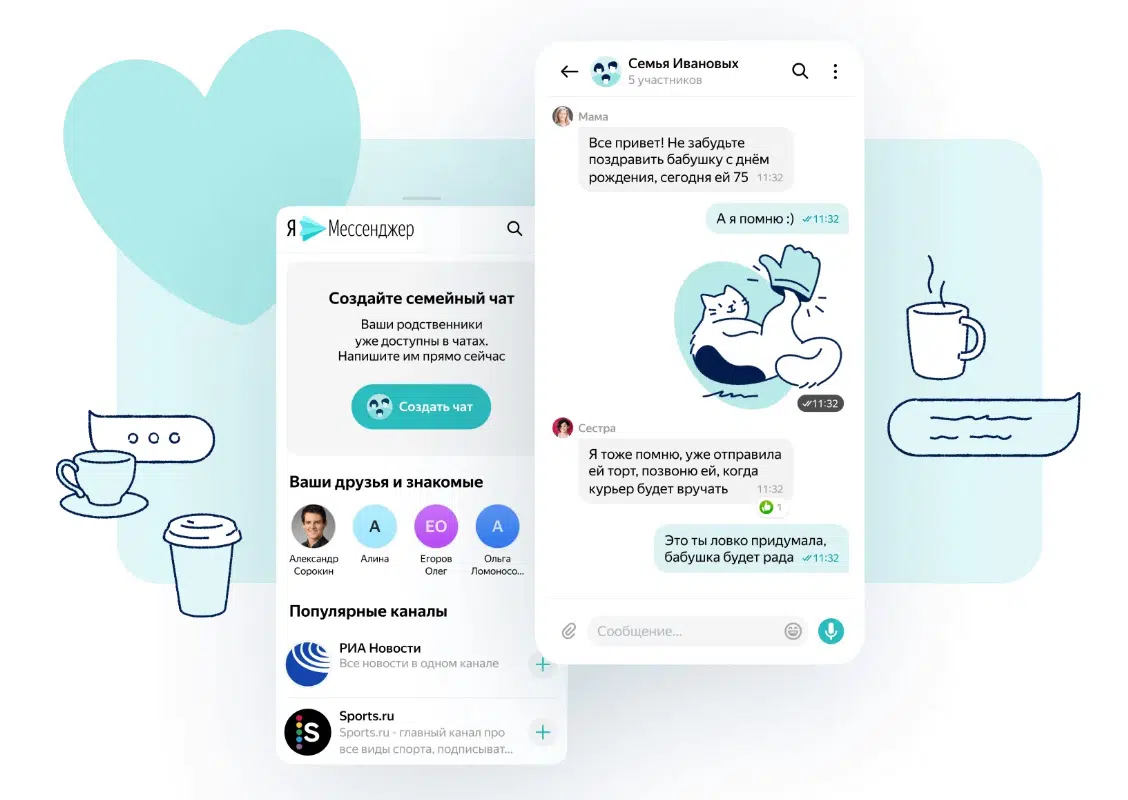 Я Мессенджер
Создайте семейный чат
Ваши родственники
уже доступны в чатах.
Напишите им прямо сейчас
Создать чат
Ваши друзья и знакомые
Александр
Сорокин
А
Алина
ЕО
Егоров
Олег
А
Ольга
Ломоносо...
Популярные каналы
РИА Новости
Все новости в одном канале
S
Sports.ru
Sports.ru - главный канал про
все виды спорта, подписыват...
Семья Ивановых
5 участников
Мама
Все привет! Не забудьте
поздравить бабушку с днём
рождения, сегодня ей 75 11:32
А я помню :) 11:32
11:32
Сестра
Я тоже помню, уже отправила
ей торт, позвоню ей, когда
курьер будет вручать 11:32
1
Это ты ловко придумала,
бабушка будет рада 11:32
Сообщение...